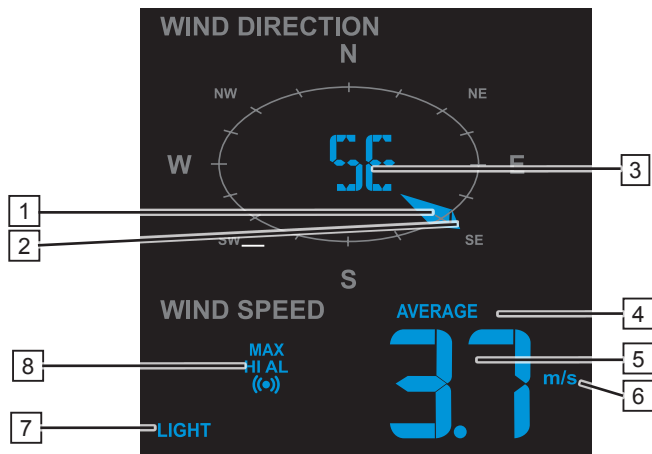 WIND DIRECTION
N
NW NE
W SE E 3
1
2 SW SE
S
WIND SPEED AVERAGE 4
MAX
8 HI AL 3.7 5
((•)) m/s 6
7 LIGHT